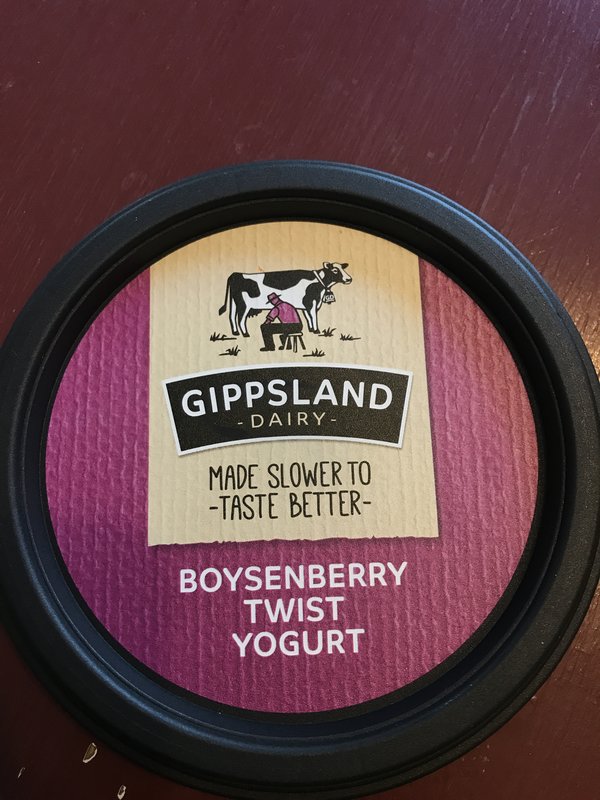 GIPPSLAND
-DAIRY-
MADE SLOWER TO
-TASTE BETTER-
BOYSENBERRY
TWIST
YOGURT